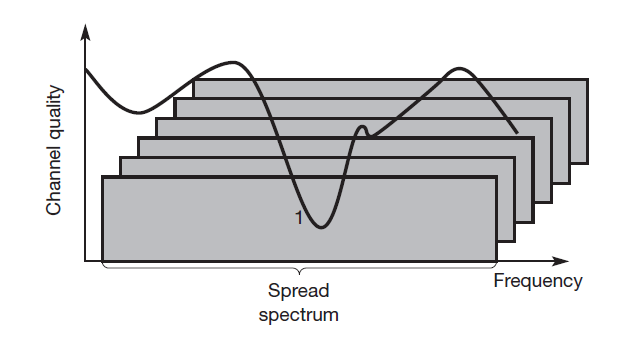 Channel quality
1
Frequency
Spread
spectrum